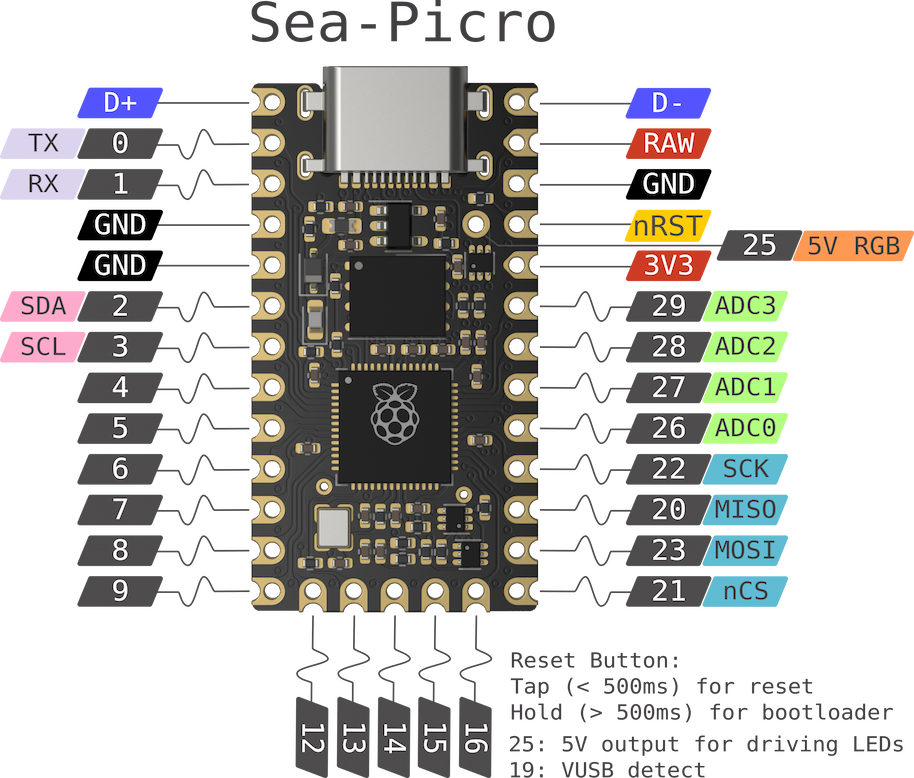 Sea-Picro
D+ D-
TX 0 RAW
RX 1 GND
GND nRST
25 5V RGB
GND 3V3
SDA 2 29 ADC3
SCL 3 28 ADC2
4 27 ADC1
5 26 ADC0
6 22 SCK
7 20 MISO
8 23 MOSI
9 21 nCS
12 13 14 15 16
Reset Button:
Tap (< 500ms) for reset
Hold (> 500ms) for bootloader
25: 5V output for driving LEDs
19: VUSB detect